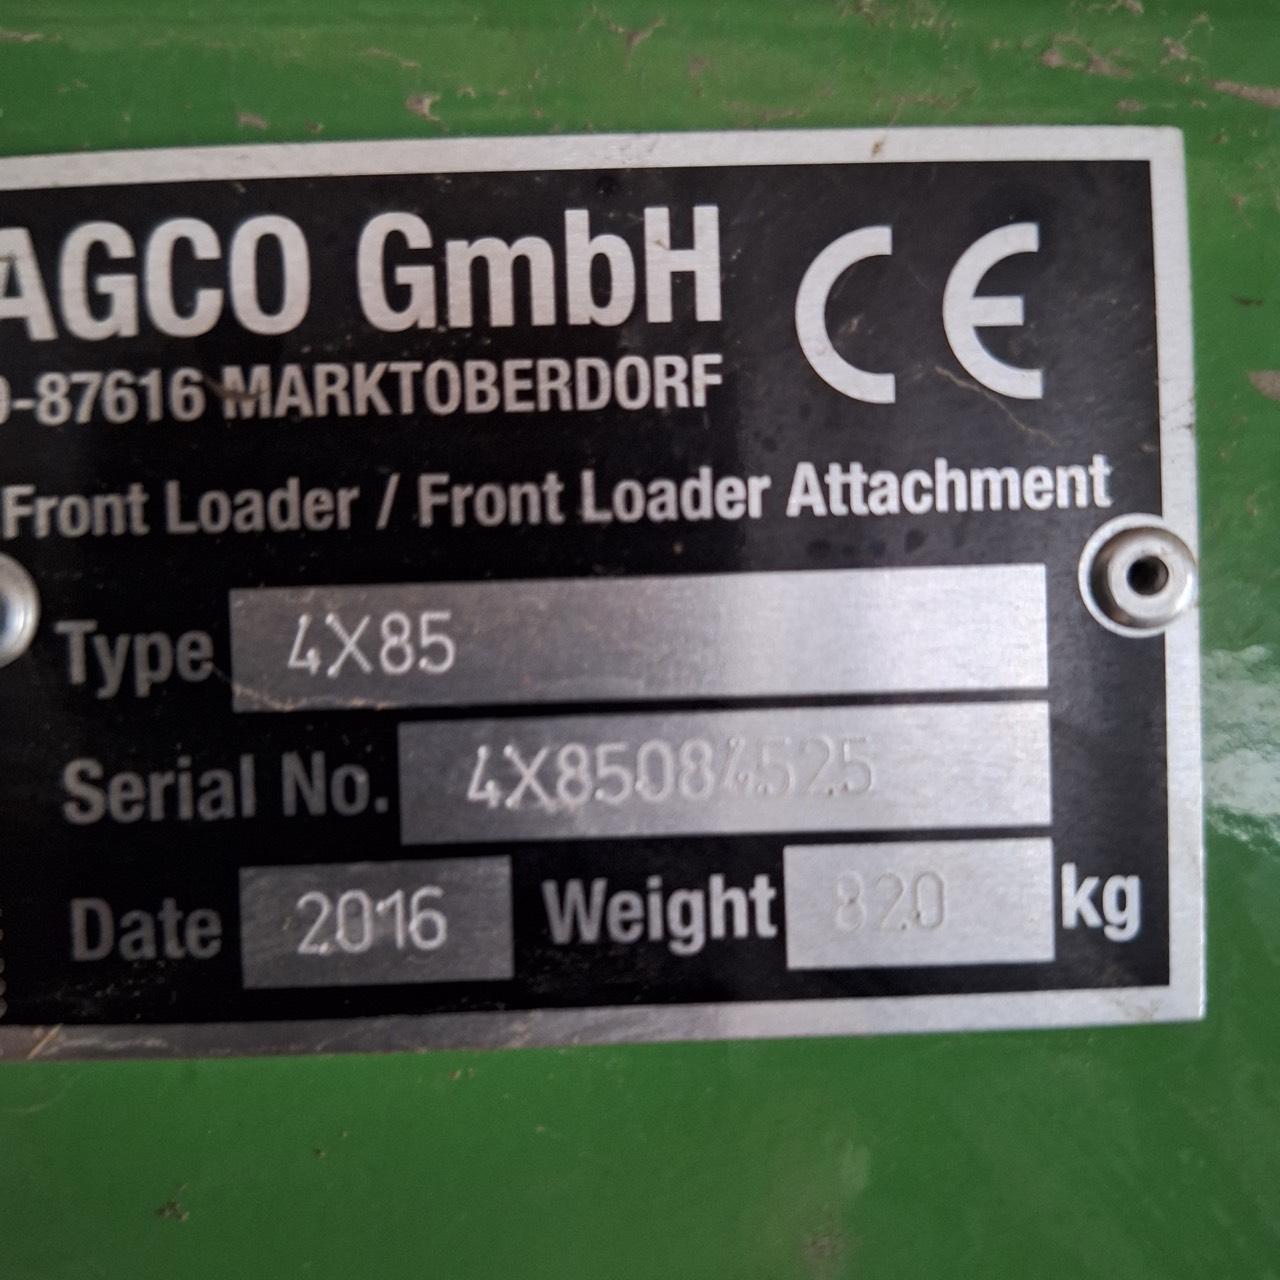 AGCO GmbH CE
D-87616 MARKTOBERDORF
Front Loader / Front Loader Attachment
Type 4X85
Serial No. 4X85084525
Date 2016 Weight 820 kg